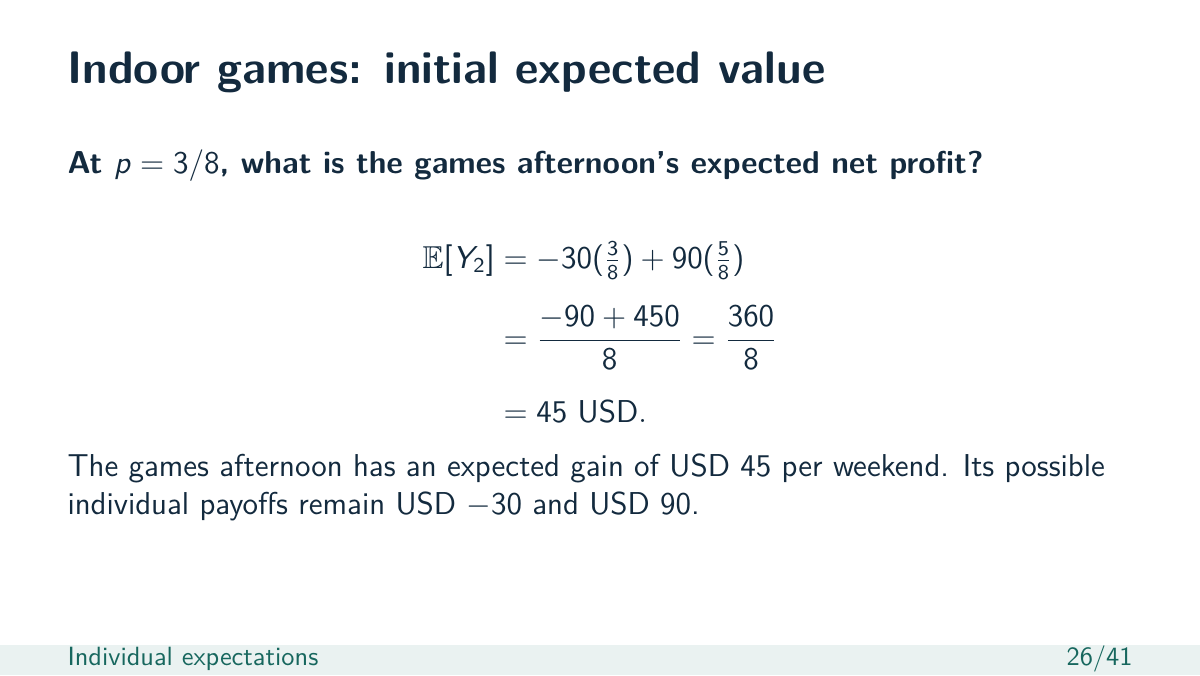 Indoor games: initial expected value
At p = 3/8, what is the games afternoon's expected net profit?
𝔼[Y₂] = −30(3/8) + 90(5/8)
= (−90 + 450)/8 = 360/8
= 45 USD.
The games afternoon has an expected gain of USD 45 per weekend. Its possible
individual payoffs remain USD −30 and USD 90.
Individual expectations 26/41